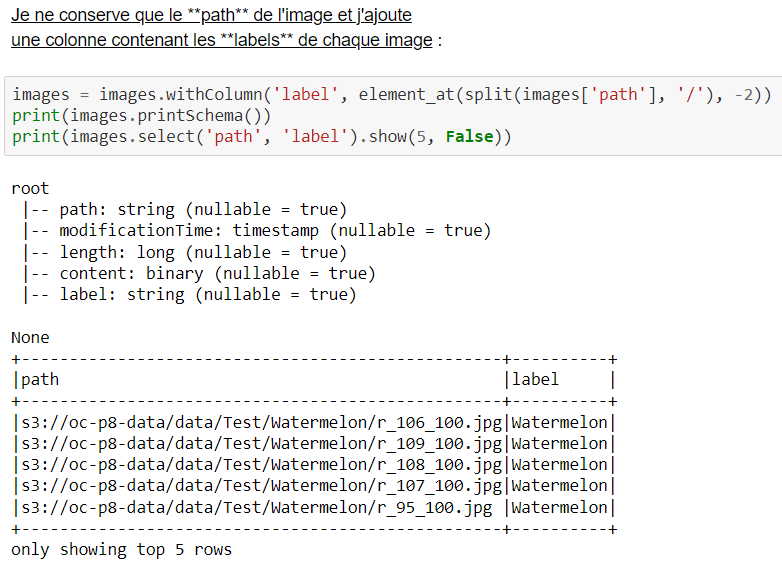 Je ne conserve que le **path** de l'image et j'ajoute
une colonne contenant les **labels** de chaque image :
images = images.withColumn('label', element_at(split(images['path'], '/'), -2))
print(images.printSchema())
print(images.select('path', 'label').show(5, False))
root
 |-- path: string (nullable = true)
 |-- modificationTime: timestamp (nullable = true)
 |-- length: long (nullable = true)
 |-- content: binary (nullable = true)
 |-- label: string (nullable = true)
None
+--------------------------------------------------+----------+
|path                                              |label     |
+--------------------------------------------------+----------+
|s3://oc-p8-data/data/Test/Watermelon/r_106_100.jpg|Watermelon|
|s3://oc-p8-data/data/Test/Watermelon/r_109_100.jpg|Watermelon|
|s3://oc-p8-data/data/Test/Watermelon/r_108_100.jpg|Watermelon|
|s3://oc-p8-data/data/Test/Watermelon/r_107_100.jpg|Watermelon|
|s3://oc-p8-data/data/Test/Watermelon/r_95_100.jpg |Watermelon|
+--------------------------------------------------+----------+
only showing top 5 rows